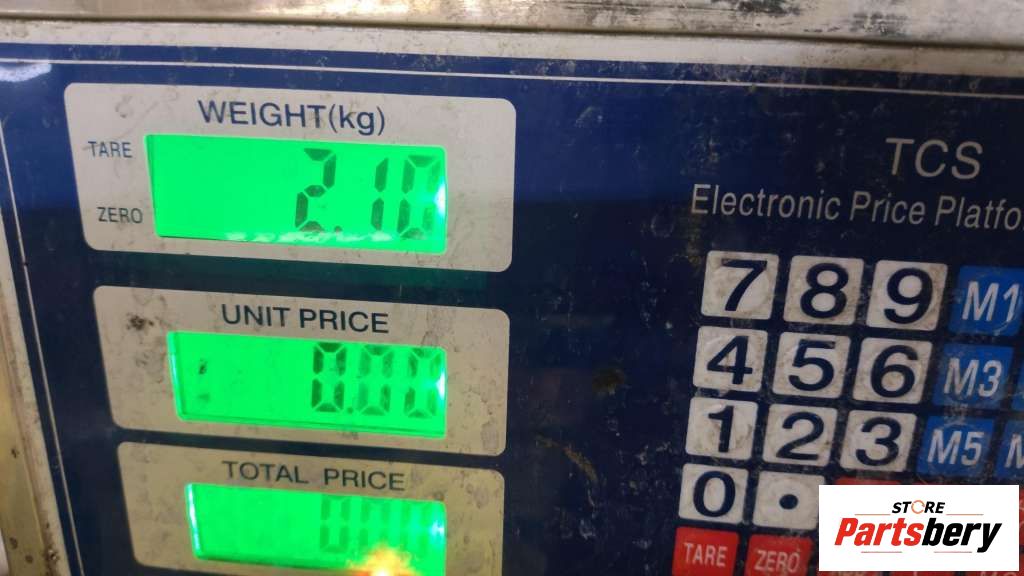 WEIGHT(kg)
TARE
2.10
ZERO
UNIT PRICE
0.00
TOTAL PRICE
TCS
Electronic Price Platfo
7 8 9 M1
4 5 6 M3
1 2 3 M5 M
0 .
TARE ZERO
STORE
Partsbery